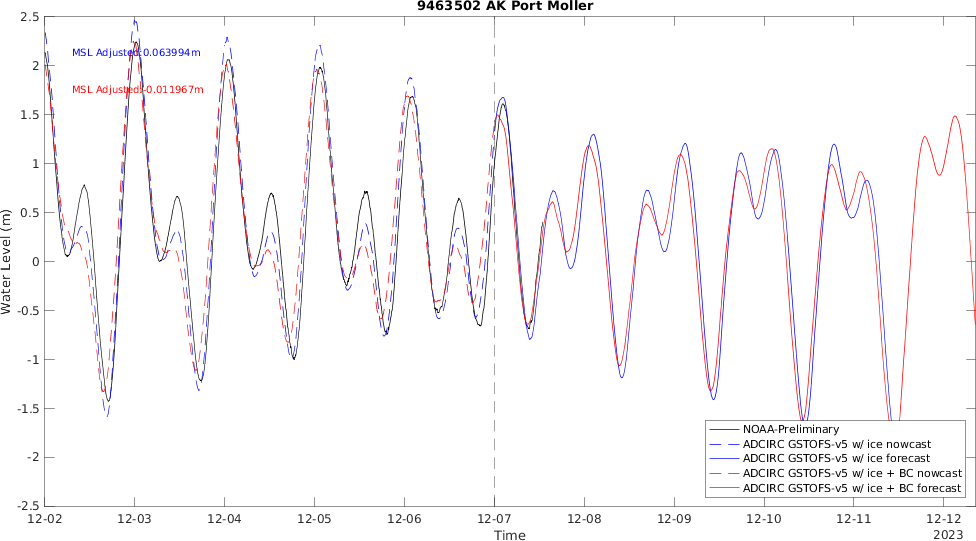 9463502 AK Port Moller
MSL Adjusted:0.063994m
MSL Adjusted:-0.011967m
Water Level (m)
2.5
2
1.5
1
0.5
0
-0.5
-1
-1.5
-2
-2.5
NOAA-Preliminary
ADCIRC GSTOFS-v5 w/ ice nowcast
ADCIRC GSTOFS-v5 w/ ice forecast
ADCIRC GSTOFS-v5 w/ ice + BC nowcast
ADCIRC GSTOFS-v5 w/ ice + BC forecast
12-02 12-03 12-04 12-05 12-06 12-07 12-08 12-09 12-10 12-11 12-12
Time
2023